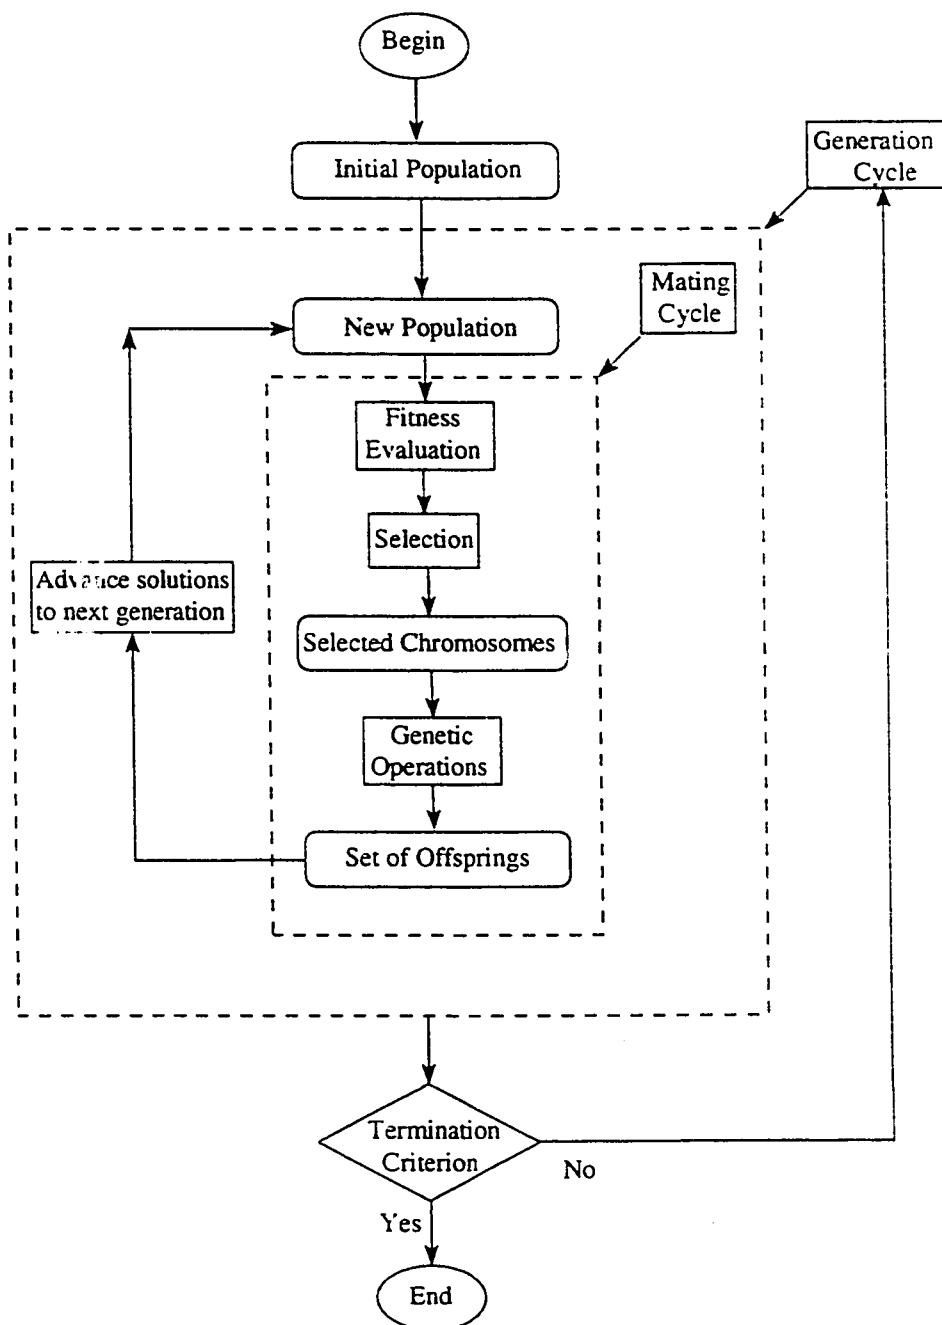 Begin
Initial Population
Generation
Cycle
Mating
Cycle
New Population
Fitness
Evaluation
Selection
Advance solutions
to next generation
Selected Chromosomes
Genetic
Operations
Set of Offsprings
Termination
Criterion
No
Yes
End